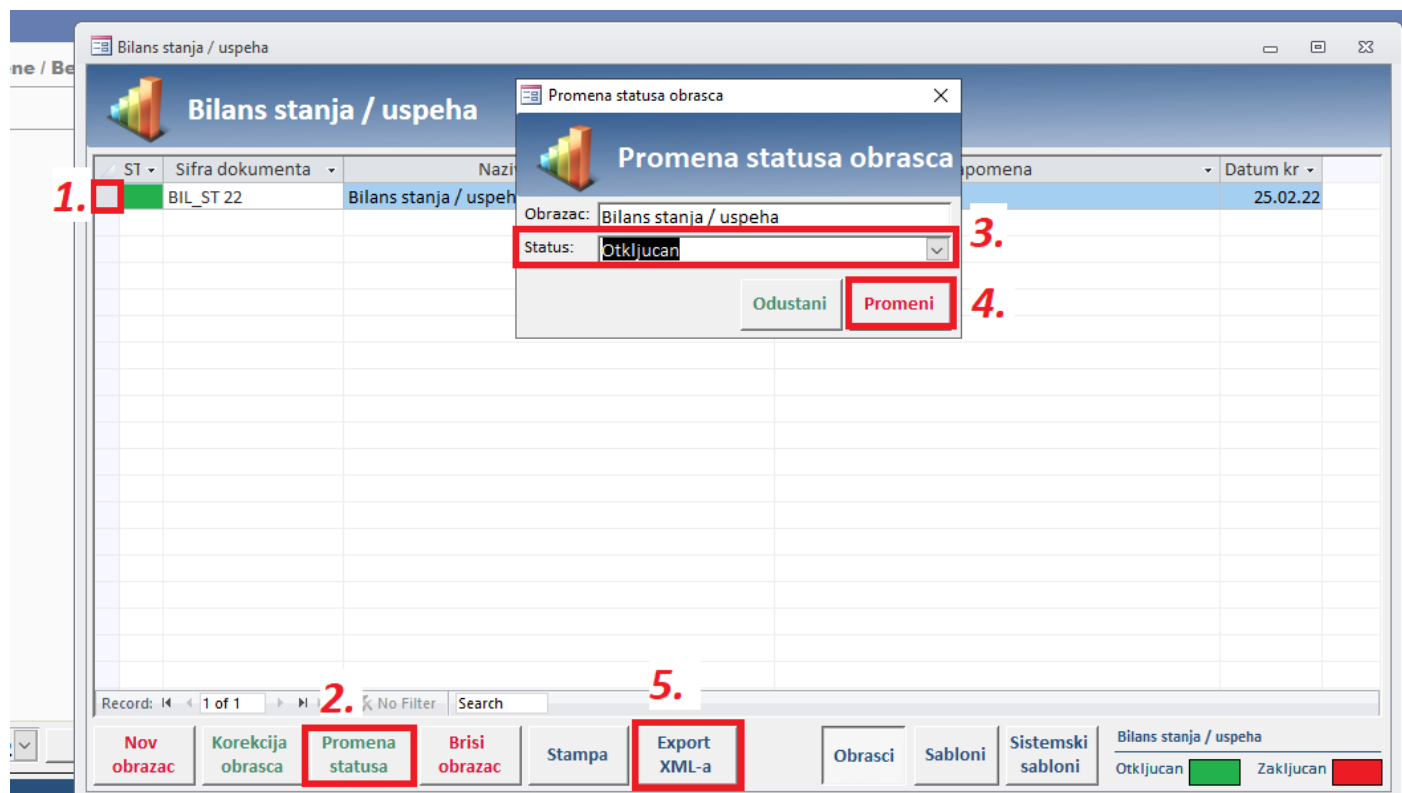 Bilans stanja / uspeha
ne / Be
Bilans stanja / uspeha
Promena statusa obrasca
Promena statusa obrasca
ST Sifra dokumenta Nazi apomena Datum kr
1. BIL_ST 22 Bilans stanja / uspeh 25.02.22
Obrazac: Bilans stanja / uspeha
Status: Otkljucan 3.
Odustani Promeni 4.
Record: 1 of 1 2. No Filter Search 5.
Nov obrazac
Korekcija obrasca
Promena statusa
Brisi obrazac
Stampa
Export XML-a
Obrasci
Sabloni
Sistemski sabloni
Bilans stanja / uspeha
Otkljucan Zakljucan